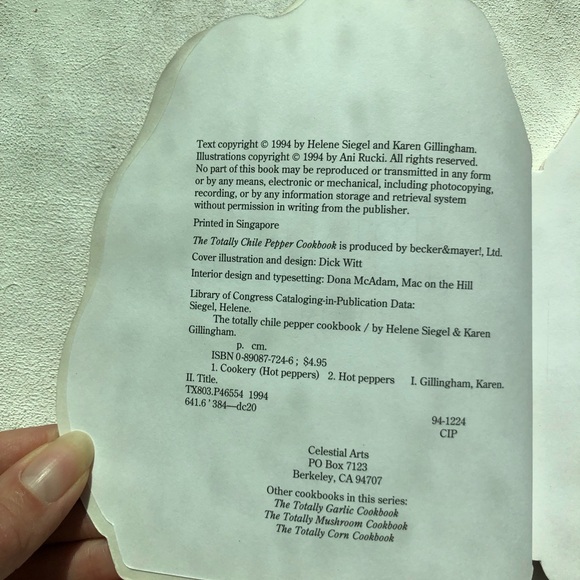 Text copyright © 1994 by Helene Siegel and Karen Gillingham.
Illustrations copyright © 1994 by Ani Rucki. All rights reserved.
No part of this book may be reproduced or transmitted in any form
or by any means, electronic or mechanical, including photocopying,
recording, or by any information storage and retrieval system
without permission in writing from the publisher.
Printed in Singapore
The Totally Chile Pepper Cookbook is produced by becker&mayer!, Ltd.
Cover illustration and design: Dick Witt
Interior design and typesetting: Dona McAdam, Mac on the Hill
Library of Congress Cataloging-in-Publication Data:
Siegel, Helene.
The totally chile pepper cookbook / by Helene Siegel & Karen
Gillingham.
p. cm.
ISBN 0-89087-724-6 ; $4.95
1. Cookery (Hot peppers) 2. Hot peppers I. Gillingham, Karen.
II. Title.
TX803.P46554 1994
641.6'384—dc20
94-1224
CIP
Celestial Arts
PO Box 7123
Berkeley, CA 94707
Other cookbooks in this series:
The Totally Garlic Cookbook
The Totally Mushroom Cookbook
The Totally Corn Cookbook